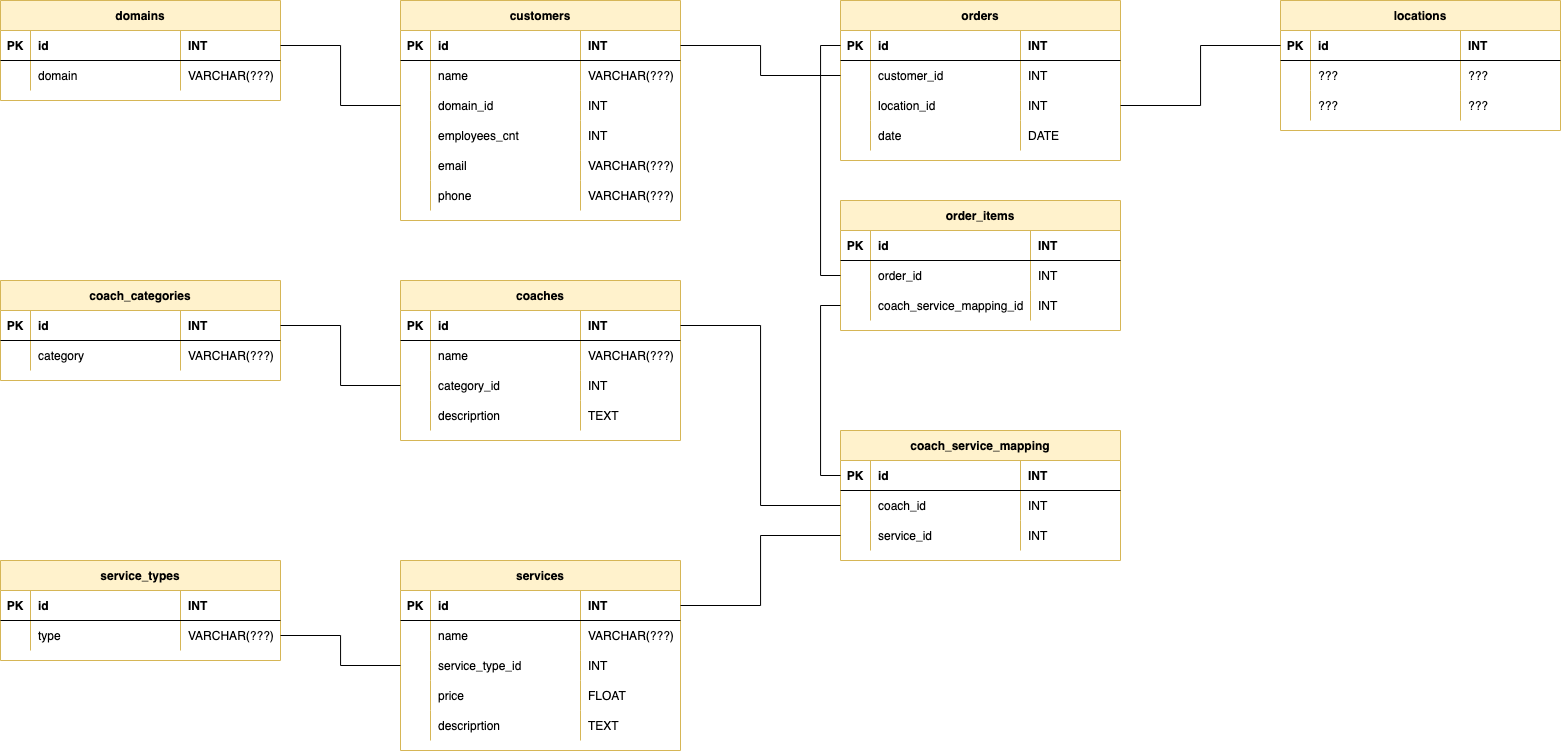 domains
PK id INT
domain VARCHAR(???)
customers
PK id INT
name VARCHAR(???)
domain_id INT
employees_cnt INT
email VARCHAR(???)
phone VARCHAR(???)
orders
PK id INT
customer_id INT
location_id INT
date DATE
locations
PK id INT
??? ???
??? ???
order_items
PK id INT
order_id INT
coach_service_mapping_id INT
coach_categories
PK id INT
category VARCHAR(???)
coaches
PK id INT
name VARCHAR(???)
category_id INT
descriprtion TEXT
coach_service_mapping
PK id INT
coach_id INT
service_id INT
service_types
PK id INT
type VARCHAR(???)
services
PK id INT
name VARCHAR(???)
service_type_id INT
price FLOAT
descriprtion TEXT